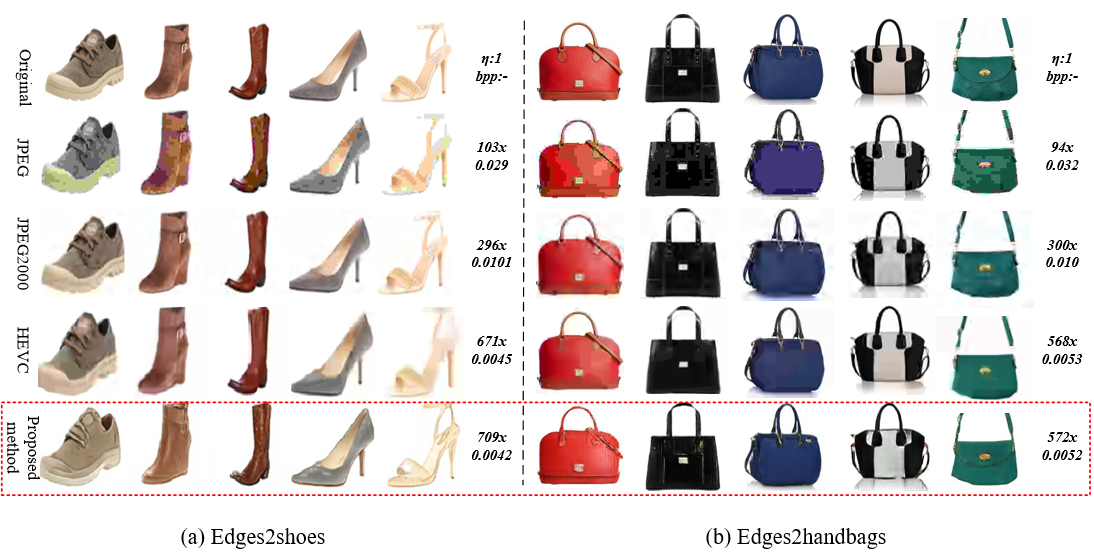 Original
η:1
bpp:-
η:1
bpp:-
JPEG
103x
0.029
94x
0.032
JPEG2000
296x
0.0101
300x
0.010
HEVC
671x
0.0045
568x
0.0053
Proposed
method
709x
0.0042
572x
0.0052
(a) Edges2shoes
(b) Edges2handbags